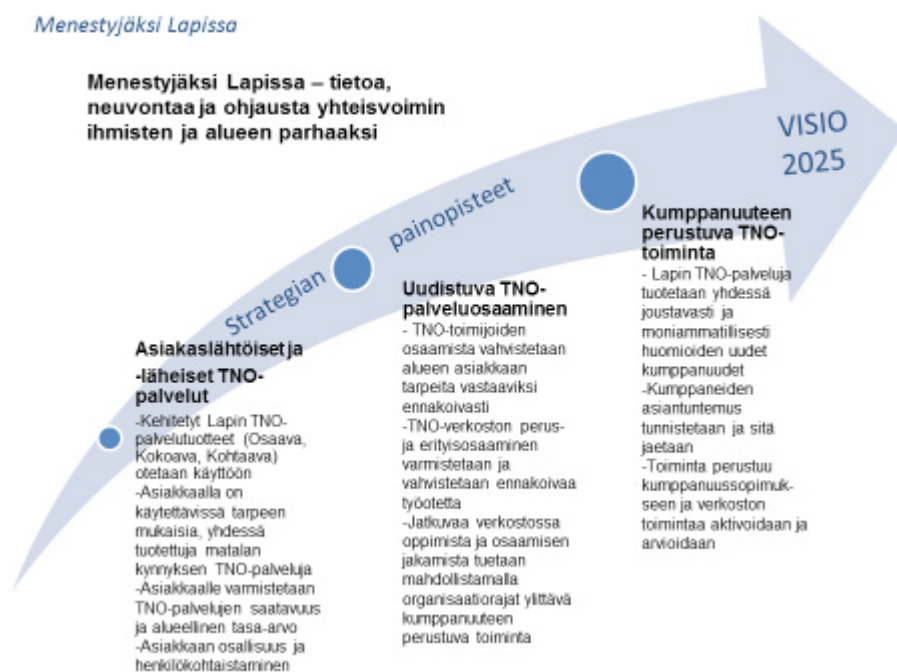 Menestyjäksi Lapissa
Menestyjäksi Lapissa – tietoa,
neuvontaa ja ohjausta yhteisvoimin
ihmisten ja alueen parhaaksi
VISIO
2025
Strategian painopisteet
Asiakaslähtöiset ja
-läheiset TNO-
palvelut
-Kehitetyt Lapin TNO-
palvelutuotteet (Osaava,
Kokoava, Kohtaava)
otetaan käyttöön
-Asiakkaalla on
käytettävissä tarpeen
mukaisia, yhdessä
tuotettuja matalan
kynnyksen TNO-palveluja
-Asiakkaalle varmistetaan
TNO-palvelujen saatavuus
ja alueellinen tasa-arvo
-Asiakkaan osallisuus ja
henkilökohtaistaminen
Uudistuva TNO-
palveluosaaminen
- TNO-toimijoiden
osaamista vahvistetaan
alueen asiakkaan
tarpeita vastaaviksi
ennakoivasti
-TNO-verkoston perus-
ja erityisosaaminen
varmistetaan ja
vahvistetaan ennakoivaa
työotetta
-Jatkuvaa verkostossa
oppimista ja osaamisen
jakamista tuetaan
mahdollistamalla
organisaatiorajat ylittävä
kumppanuuteen
perustuva toiminta
Kumppanuuteen
perustuva TNO-
toiminta
- Lapin TNO-palveluja
tuotetaan yhdessä
joustavasti ja
moniammatillisesti
huomioiden uudet
kumppanuudet
-Kumppaneiden
asiantuntemus
tunnistetaan ja sitä
jaetaan
-Toiminta perustuu
kumppanuussopimuk-
seen ja verkoston
toimintaa aktivoidaan ja
arvioidaan